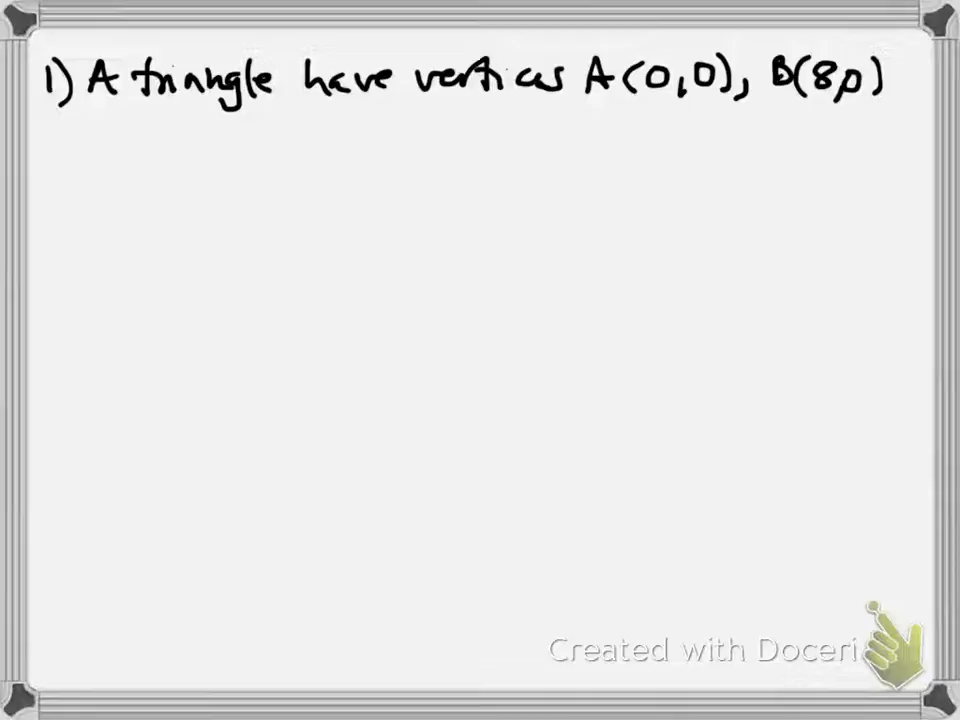 1) A triangle have vertices A(0,0), B(8,0)
Created with Doceri